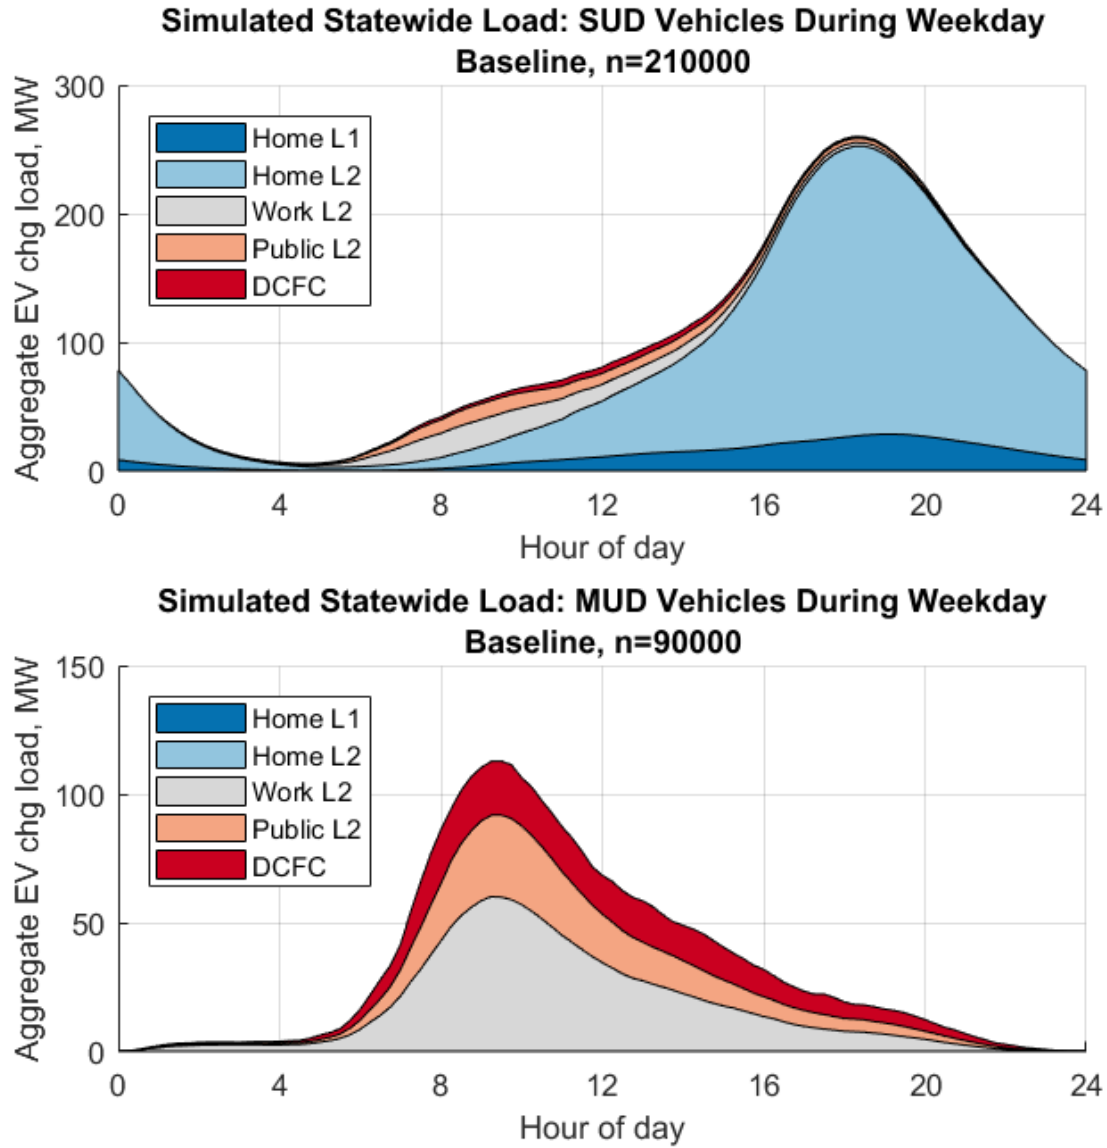 Simulated Statewide Load: SUD Vehicles During Weekday
Baseline, n=210000
Aggregate EV chg load, MW
300
200
100
0
Home L1
Home L2
Work L2
Public L2
DCFC
0 4 8 12 16 20 24
Hour of day
Simulated Statewide Load: MUD Vehicles During Weekday
Baseline, n=90000
Aggregate EV chg load, MW
150
100
50
0
Home L1
Home L2
Work L2
Public L2
DCFC
0 4 8 12 16 20 24
Hour of day